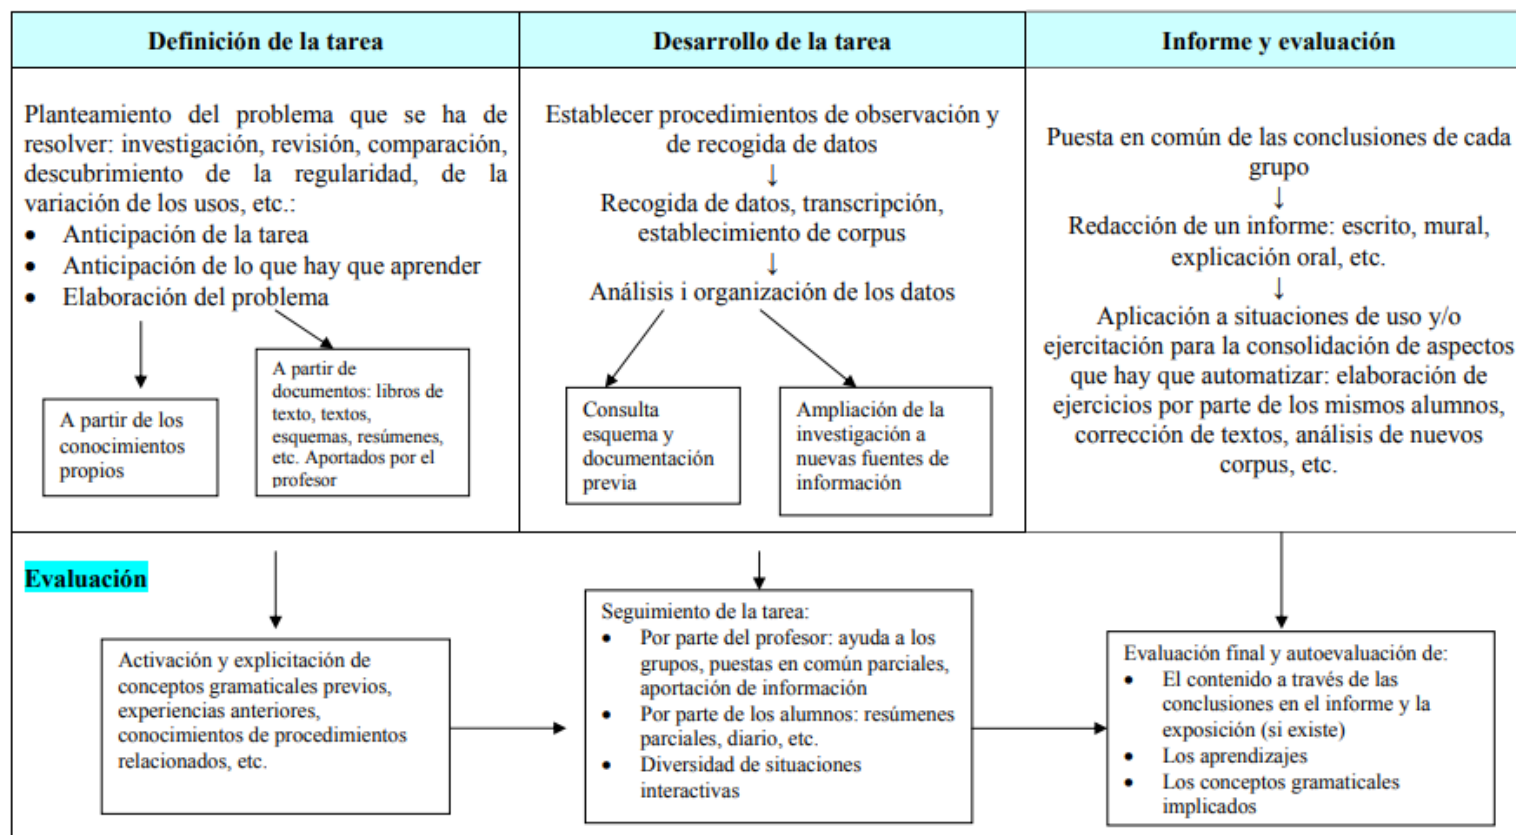 Definición de la tarea
Desarrollo de la tarea
Informe y evaluación
Planteamiento del problema que se ha de
resolver: investigación, revisión, comparación,
descubrimiento de la regularidad, de la
variación de los usos, etc.:
• Anticipación de la tarea
• Anticipación de lo que hay que aprender
• Elaboración del problema
A partir de los
conocimientos
propios
A partir de
documentos: libros de
texto, textos,
esquemas, resúmenes,
etc. Aportados por el
profesor
Establecer procedimientos de observación y
de recogida de datos
↓
Recogida de datos, transcripción,
establecimiento de corpus
↓
Análisis i organización de los datos
Consulta
esquema y
documentación
previa
Ampliación de la
investigación a
nuevas fuentes de
información
Puesta en común de las conclusiones de cada
grupo
↓
Redacción de un informe: escrito, mural,
explicación oral, etc.
↓
Aplicación a situaciones de uso y/o
ejercitación para la consolidación de aspectos
que hay que automatizar: elaboración de
ejercicios por parte de los mismos alumnos,
corrección de textos, análisis de nuevos
corpus, etc.
Evaluación
Activación y explicitación de
conceptos gramaticales previos,
experiencias anteriores,
conocimientos de procedimientos
relacionados, etc.
Seguimiento de la tarea:
• Por parte del profesor: ayuda a los
grupos, puestas en común parciales,
aportación de información
• Por parte de los alumnos: resúmenes
parciales, diario, etc.
• Diversidad de situaciones
interactivas
Evaluación final y autoevaluación de:
• El contenido a través de las
conclusiones en el informe y la
exposición (si existe)
• Los aprendizajes
• Los conceptos gramaticales
implicados